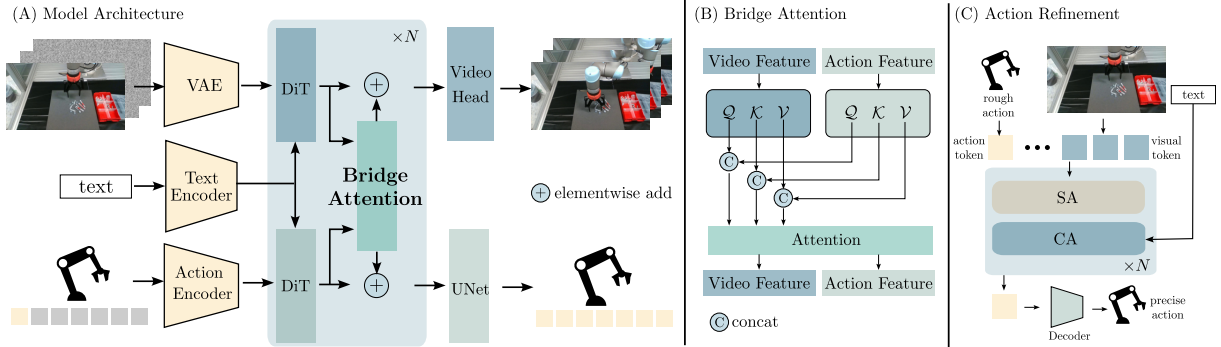 (A) Model Architecture
VAE
DiT
×N
Video
Head
text
Text
Encoder
Bridge
Attention
+ elementwise add
Action
Encoder
DiT
UNet
(B) Bridge Attention
Video Feature
Action Feature
Q K V
Q K V
C
C
C
Attention
Video Feature
Action Feature
C concat
(C) Action Refinement
rough
action
text
action
token
visual
token
SA
CA
×N
Decoder
precise
action